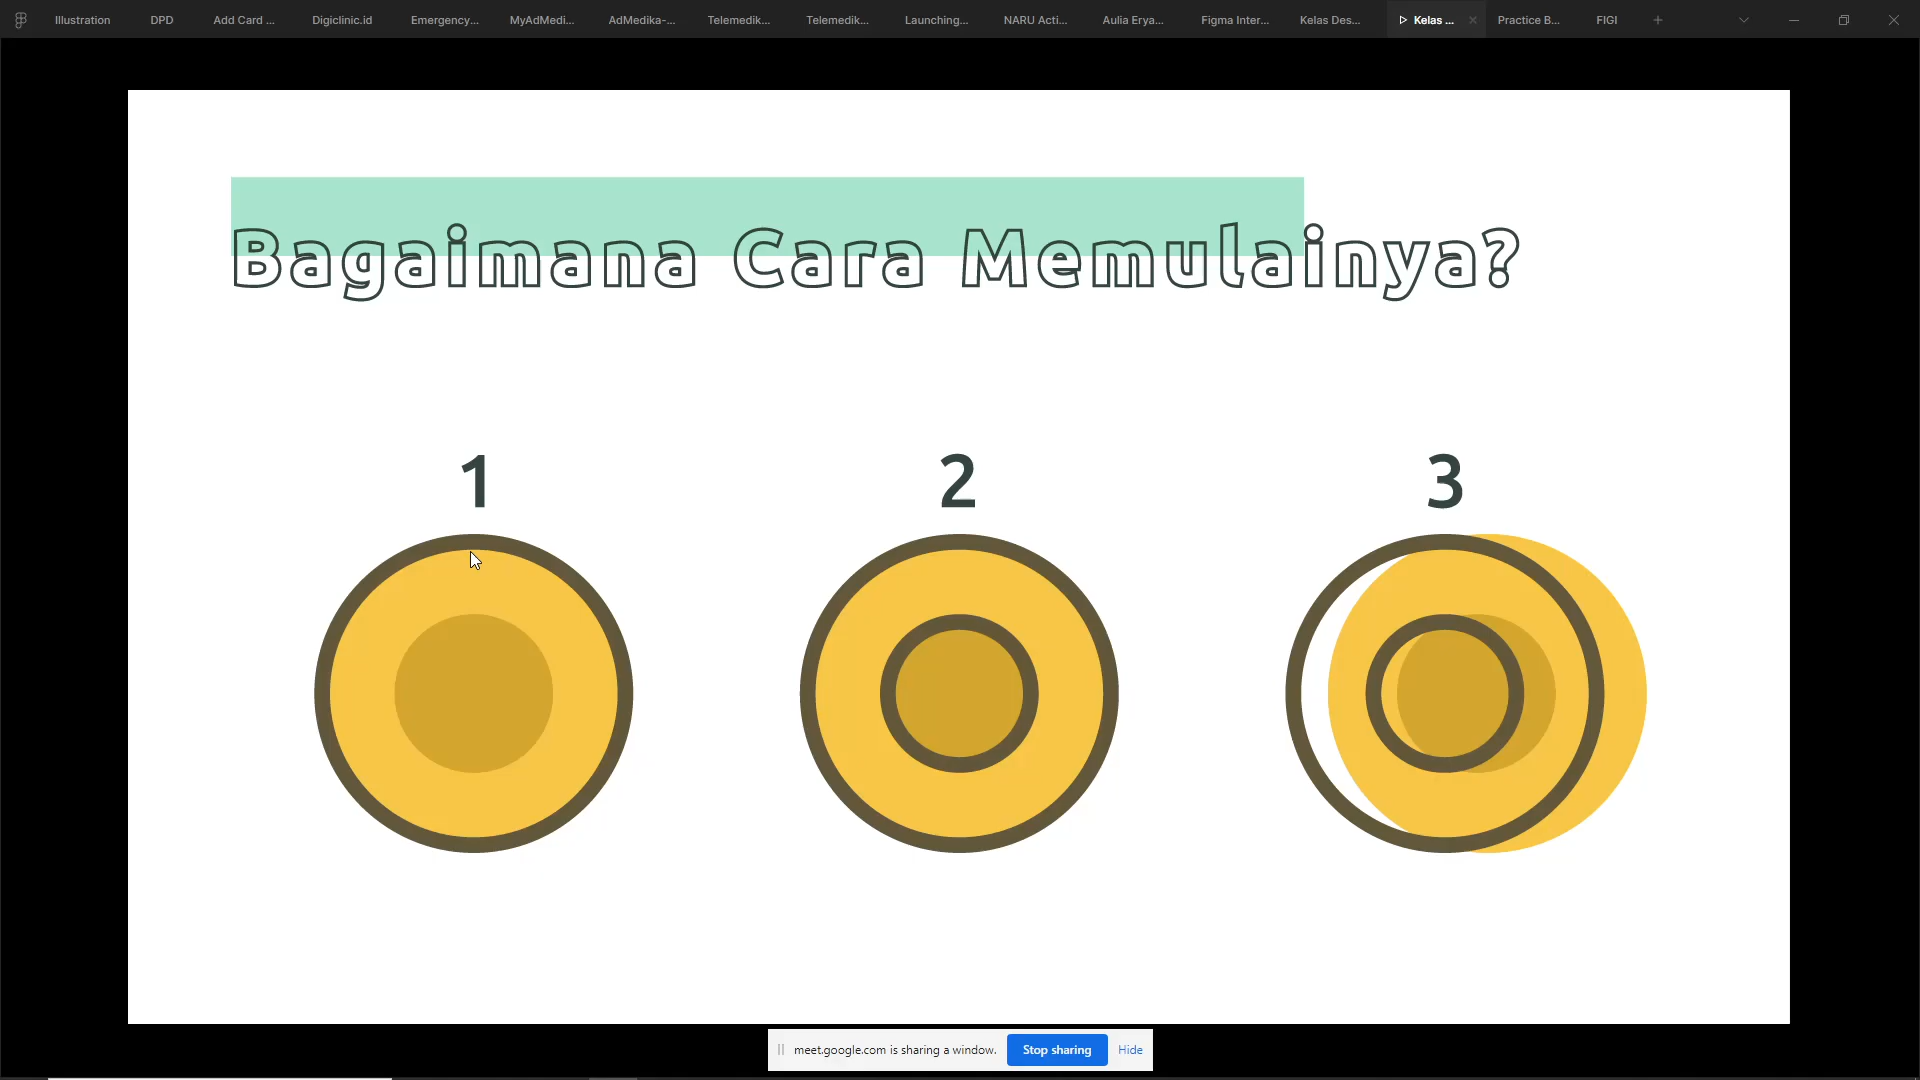 Illustration DPD Add Card ... Digiclinic.id Emergency... MyAdMedi... AdMedika-... Telemedik... Telemedik... Launching... NARU Acti... Aulia Erya... Figma Inter... Kelas Des... Kelas ... Practice B... FIGI
Bagaimana Cara Memulainya?
1 2 3
meet.google.com is sharing a window. Stop sharing Hide